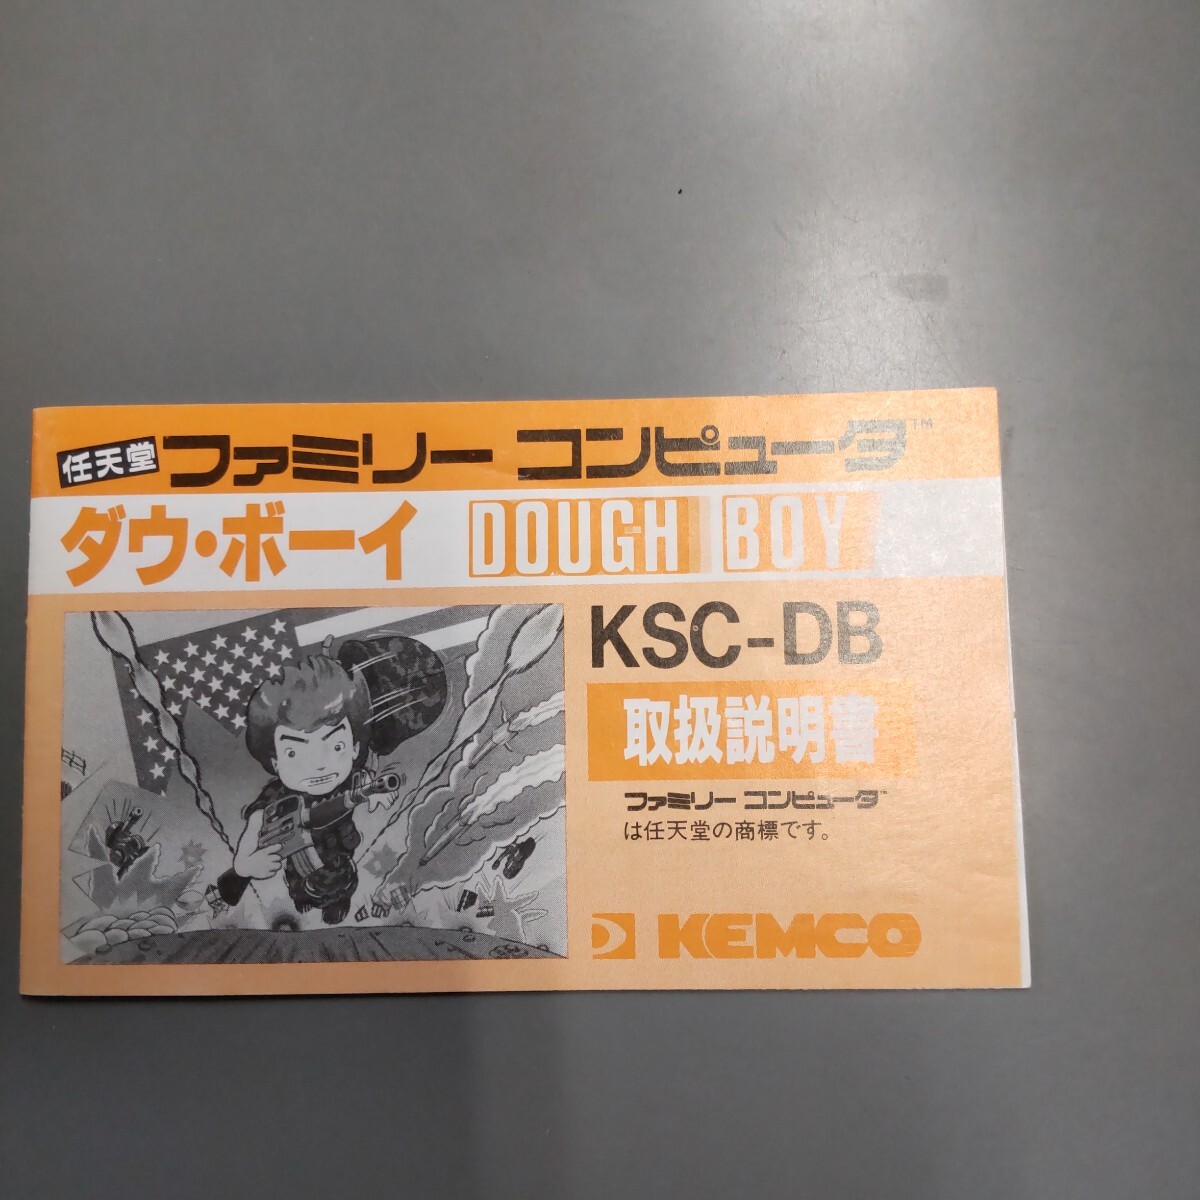 任天堂 ファミリー コンピュータ™
ダウ・ボーイ DOUGH BOY
KSC-DB
取扱説明書
ファミリー コンピュータ™
は任天堂の商標です。
KEMCO